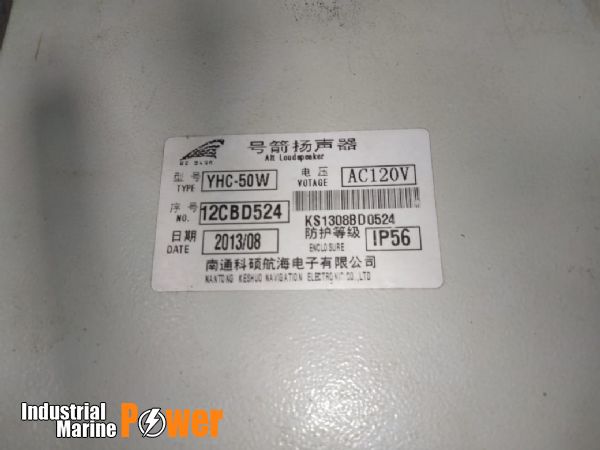 号箭扬声器
Alt Loudspeaker
型号 TYPE YHC-50W
电压 VOTAGE AC120V
序号 NO. 12CBD524
KS1308BD0524
日期 DATE 2013/08
防护等级 ENCLOSURE IP56
南通科硕航海电子有限公司
NANTONG KESHUO NAVIGATION ELECTRONIC CO.,LTD
Industrial
Marine Power